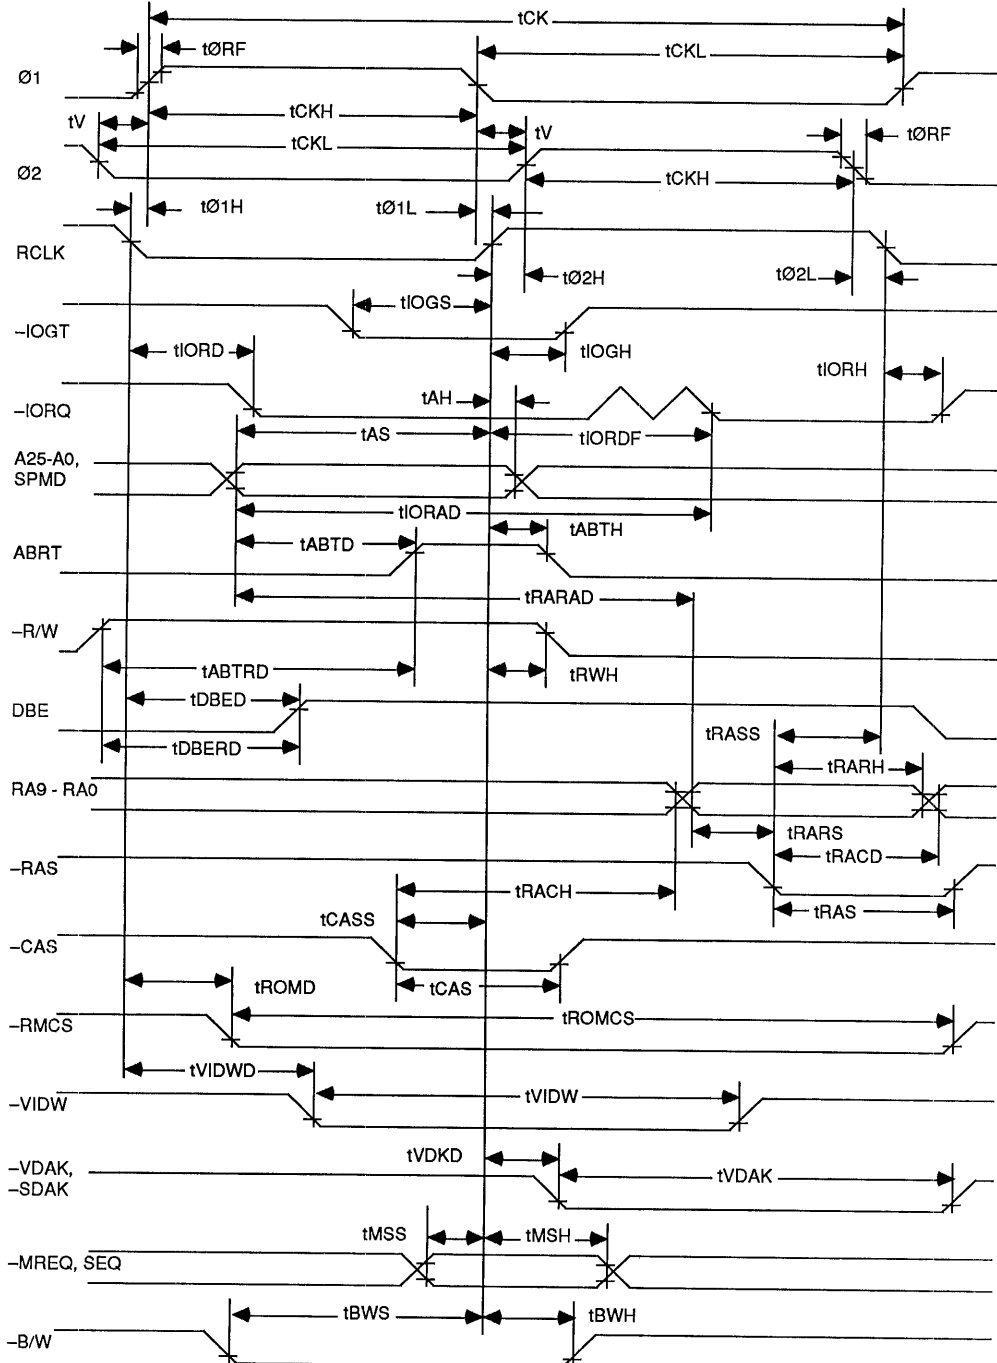 tCK
tØRF
tCKL
Ø1
tCKH
tV
tV
tCKL
tØRF
Ø2
tCKH
tØ1H
tØ1L
RCLK
tØ2H
tØ2L
tIOGS
–IOGT
tIORD
tIOGH
tIORH
tAH
–IORQ
tAS
tIORDF
A25-A0,
SPMD
tIORAD
tABTH
tABTD
ABRT
tRARAD
–R/W
tABTRD
tRWH
tDBED
DBE
tRASS
tDBERD
tRARH
RA9 - RA0
tRARS
tRACD
–RAS
tRACH
tRAS
tCASS
–CAS
tROMD
tCAS
tROMCS
–RMCS
tVIDWD
tVIDW
–VIDW
tVDKD
–VDAK,
–SDAK
tVDAK
tMSS
tMSH
–MREQ, SEQ
tBWS
tBWH
–B/W